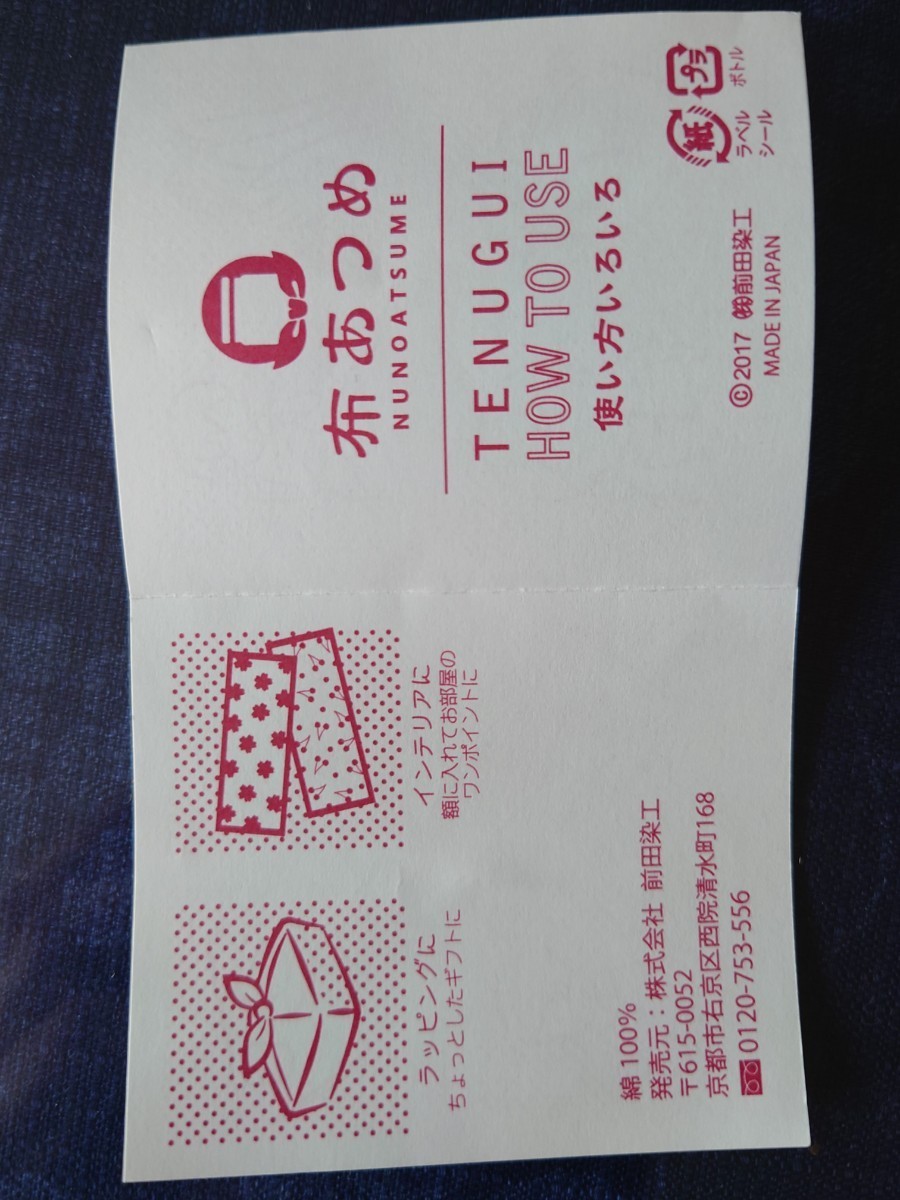 布あつめ
NUNOATSUME
TENUGUI
HOW TO USE
使い方いろいろ
©2017 ㈱前田染工
MADE IN JAPAN
紙
ラベル
シール
プラ
ボトル
ラッピングに
ちょっとしたギフトに
インテリアに
額に入れてお部屋の
ワンポイントに
綿 100%
発売元：株式会社 前田染工
〒615-0052
京都市右京区西院清水町168
0120-753-556